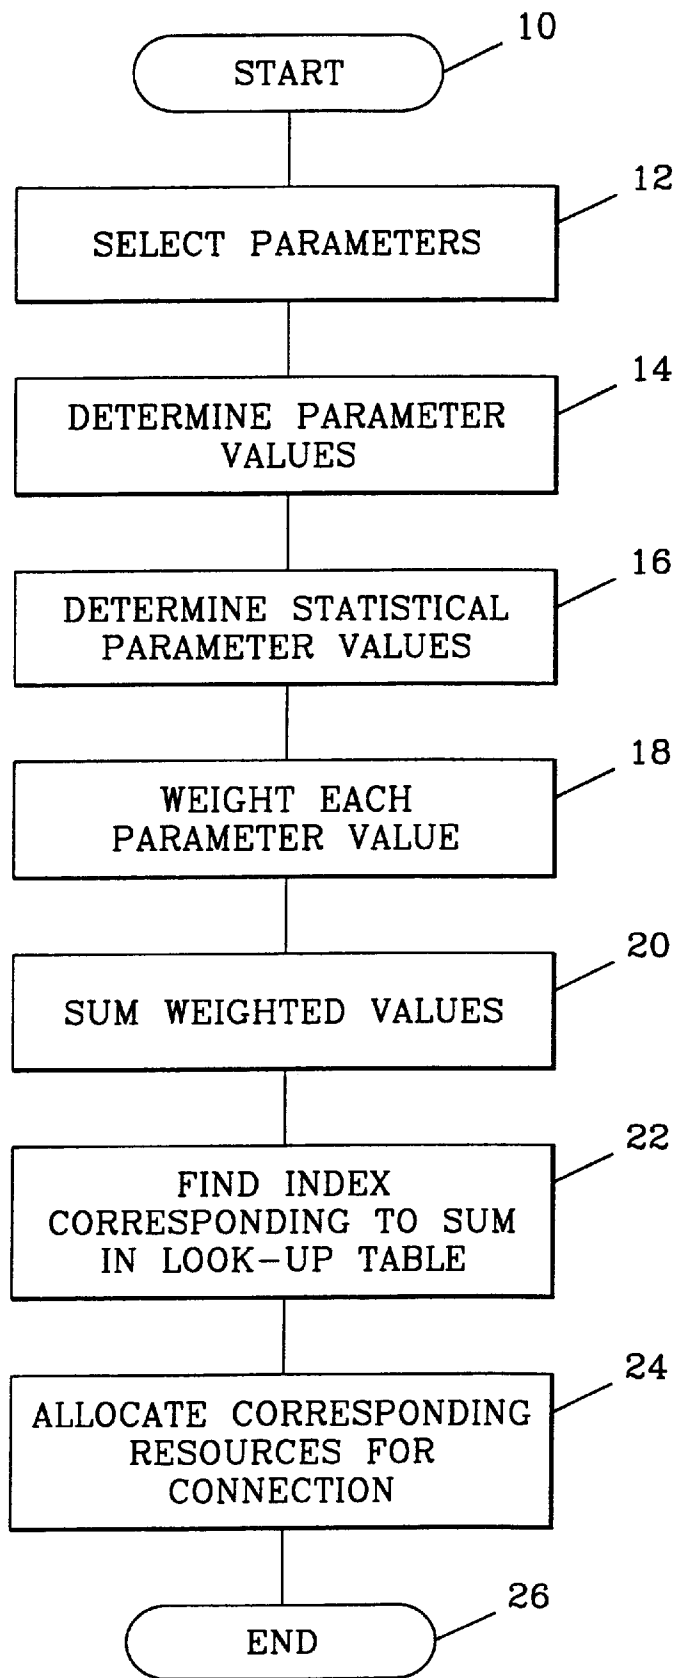 10
START
12
SELECT PARAMETERS
14
DETERMINE PARAMETER
VALUES
16
DETERMINE STATISTICAL
PARAMETER VALUES
18
WEIGHT EACH
PARAMETER VALUE
20
SUM WEIGHTED VALUES
22
FIND INDEX
CORRESPONDING TO SUM
IN LOOK-UP TABLE
24
ALLOCATE CORRESPONDING
RESOURCES FOR
CONNECTION
26
END